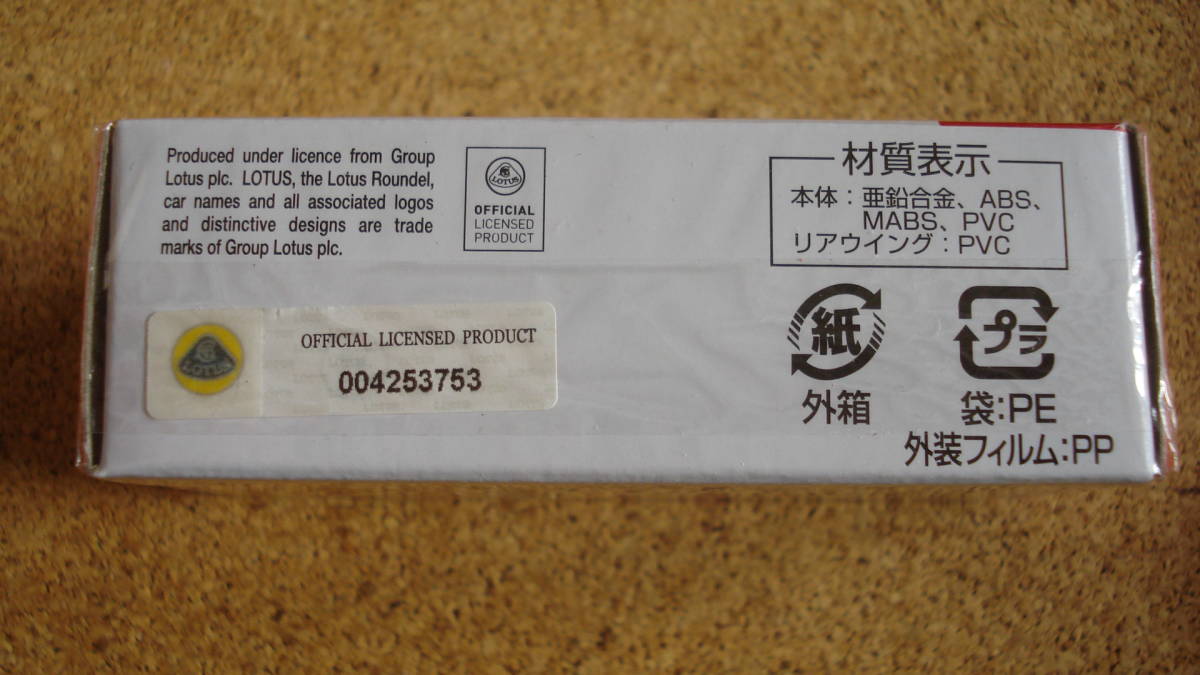 Produced under licence from Group
Lotus plc. LOTUS, the Lotus Roundel,
car names and all associated logos
and distinctive designs are trade
marks of Group Lotus plc.
LOTUS
OFFICIAL
LICENSED
PRODUCT
材質表示
本体：亜鉛合金、ABS、
MABS、PVC
リアウイング：PVC
LOTUS
OFFICIAL LICENSED PRODUCT
004253753
紙
外箱
プラ
袋:PE
外装フィルム:PP